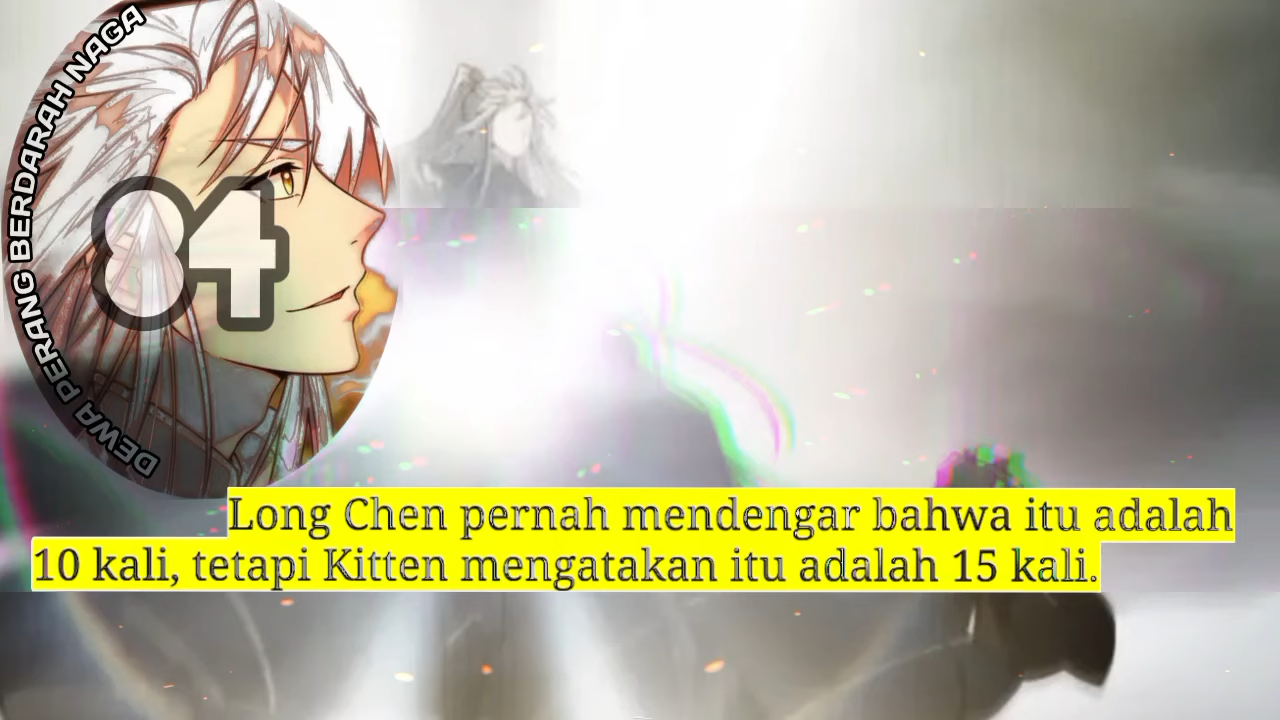 DEWA PERANG BERDARAH NAGA
84
Long Chen pernah mendengar bahwa itu adalah
10 kali, tetapi Kitten mengatakan itu adalah 15 kali.